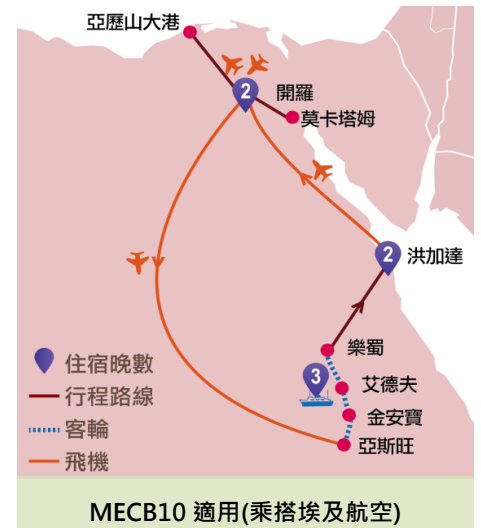 亞歷山大港
2
開羅
莫卡塔姆
2
洪加達
樂蜀
3
艾德夫
金安寶
亞斯旺
住宿晚數
行程路線
客輪
飛機
MECB10 適用(乘搭埃及航空)